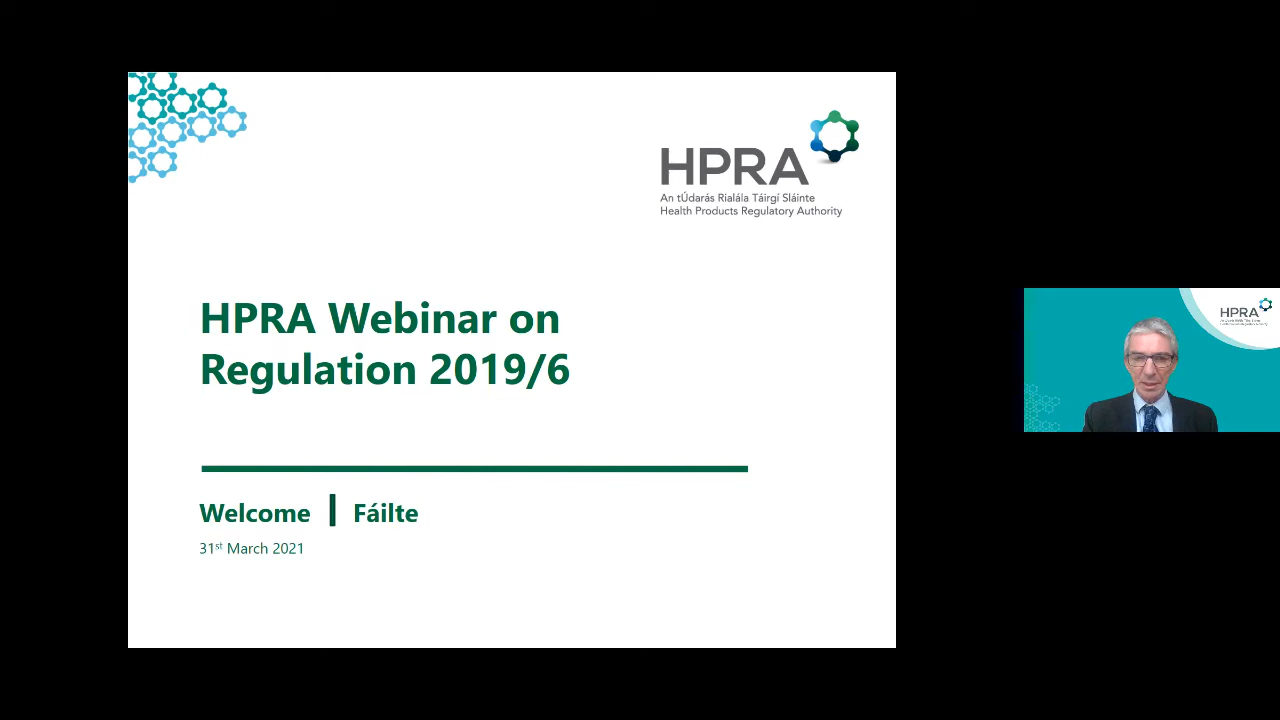 HPRA
An tÚdarás Rialála Táirgí Sláinte
Health Products Regulatory Authority
HPRA Webinar on
Regulation 2019/6
Welcome | Fáilte
31st March 2021
HPRA